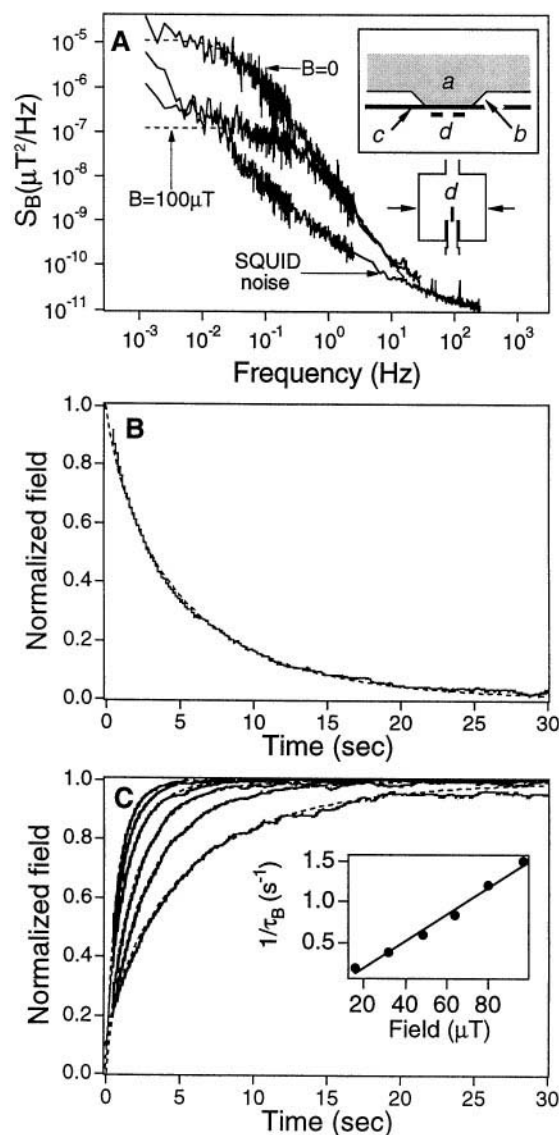 A
S_B(μT²/Hz)
10⁻⁵
10⁻⁶
10⁻⁷
10⁻⁸
10⁻⁹
10⁻¹⁰
10⁻¹¹
B=0
B=100μT
SQUID
noise
a
c
d
b
d
10⁻³ 10⁻² 10⁻¹ 10⁰ 10¹ 10² 10³
Frequency (Hz)
B
Normalized field
1.0
0.8
0.6
0.4
0.2
0.0
0 5 10 15 20 25 30
Time (sec)
C
Normalized field
1.0
0.8
0.6
0.4
0.2
0.0
1/τ_B (s⁻¹)
1.5
1.0
0.5
20 40 60 80
Field (μT)
0 5 10 15 20 25 30
Time (sec)